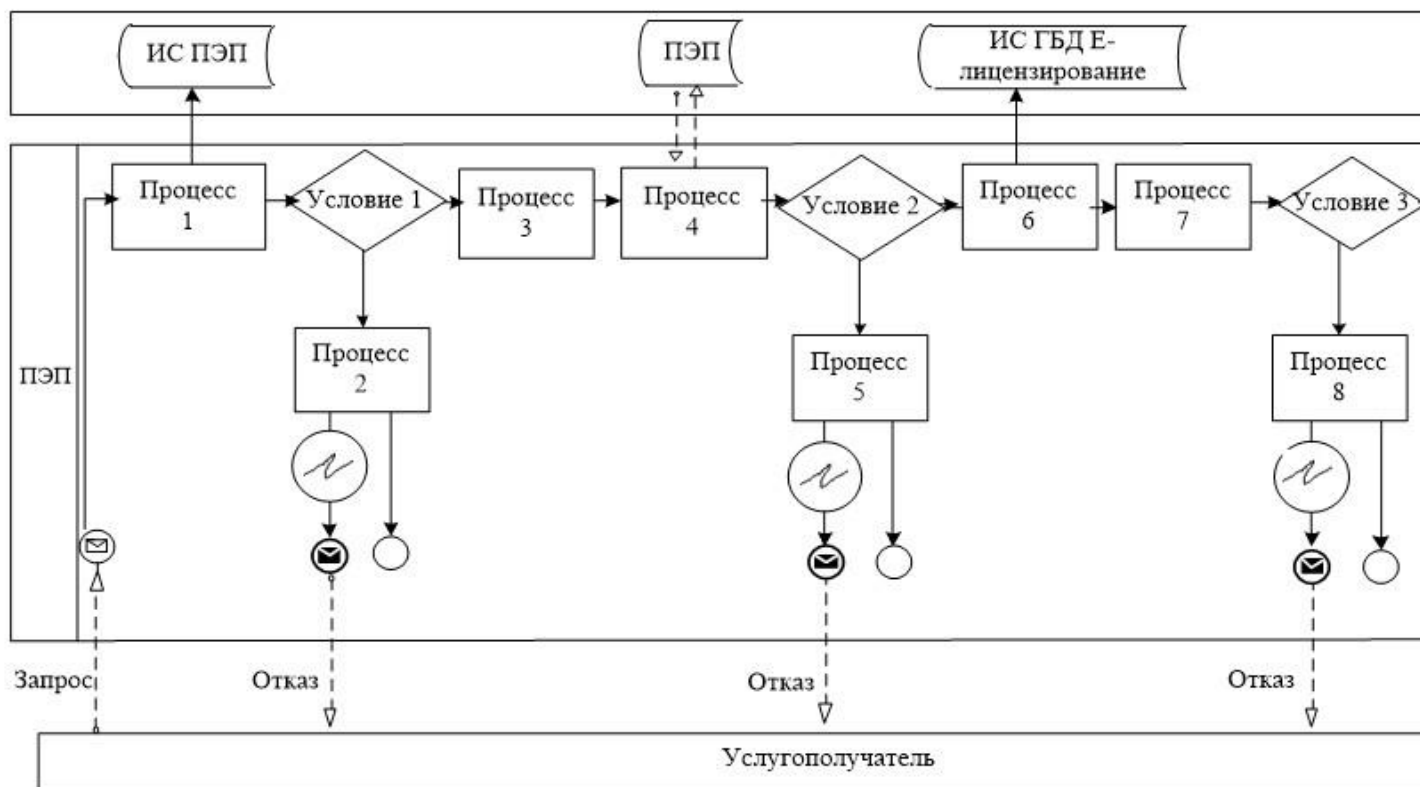 ИС ПЭП
ПЭП
ИС ГБД Е-
лицензирование
Процесс
1
Условие 1
Процесс
3
Процесс
4
Условие 2
Процесс
6
Процесс
7
Условие 3
ПЭП
Процесс
2
Процесс
5
Процесс
8
Запрос
Отказ
Отказ
Отказ
Услугополучатель